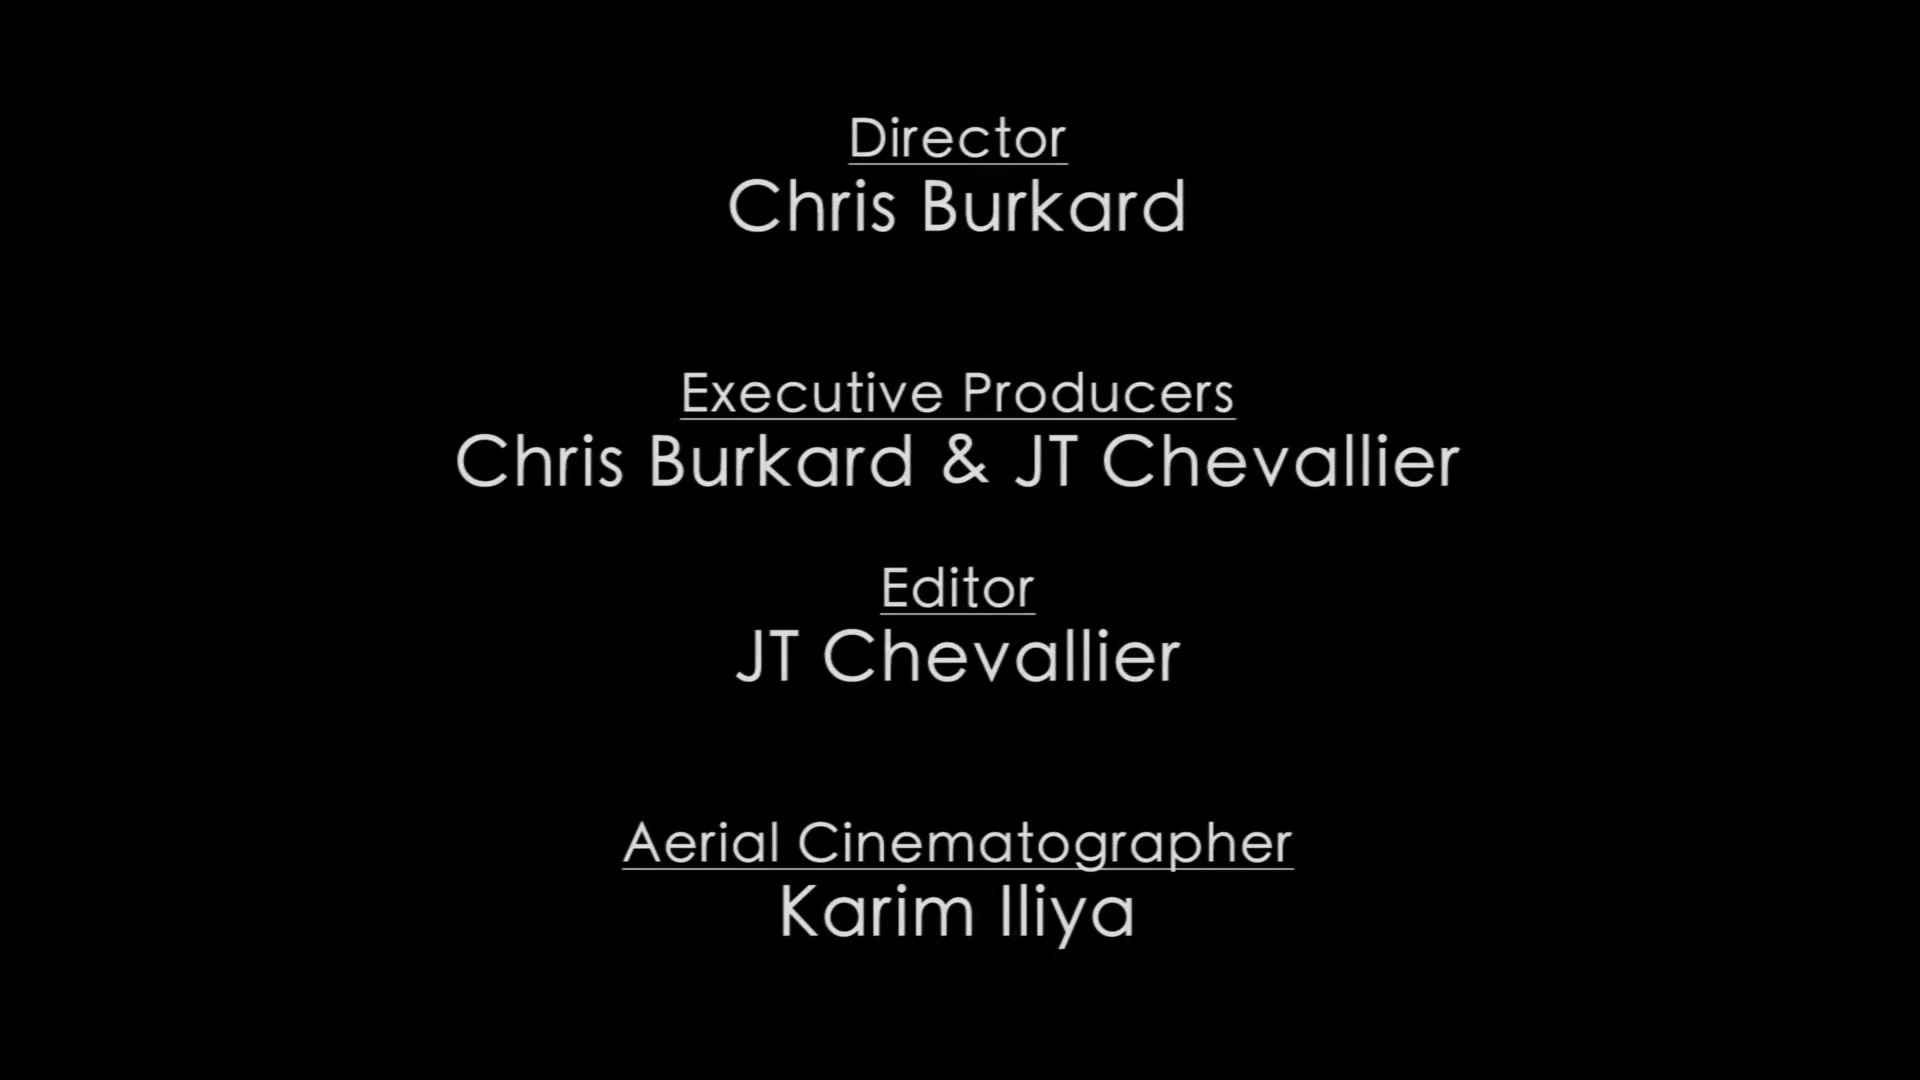 Director
Chris Burkard
Executive Producers
Chris Burkard & JT Chevallier
Editor
JT Chevallier
Aerial Cinematographer
Karim Iliya